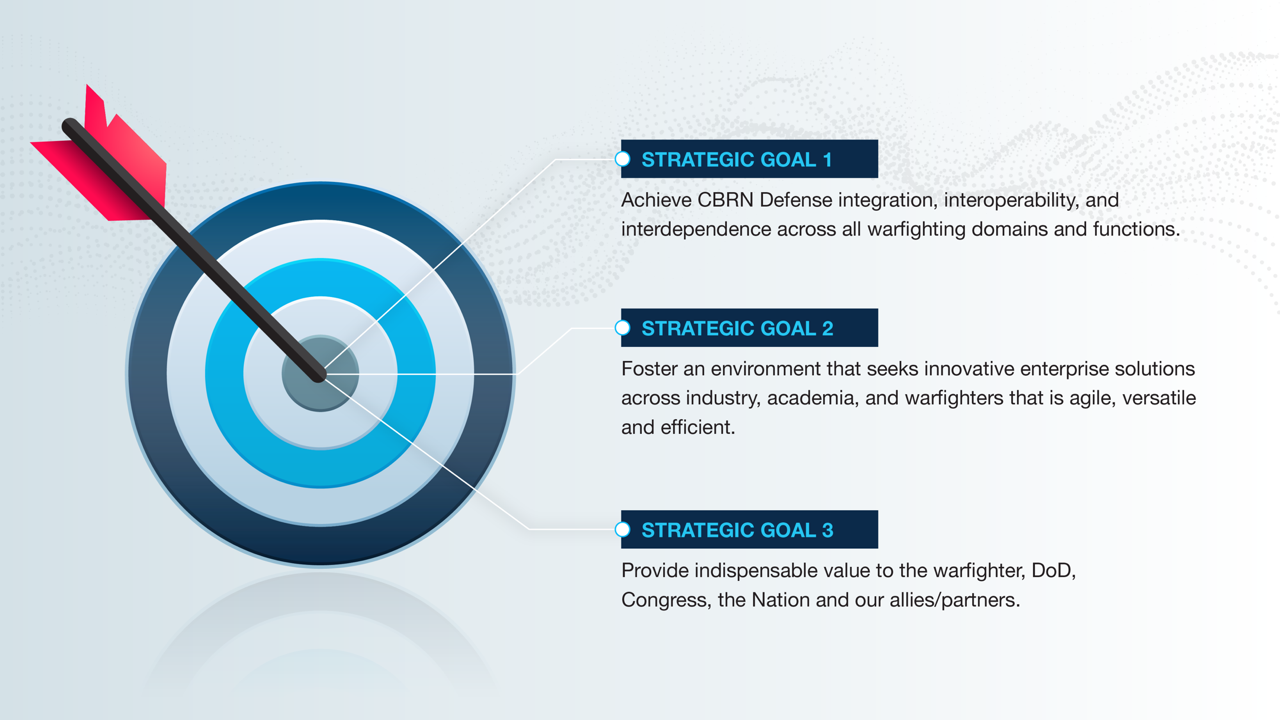 STRATEGIC GOAL 1
Achieve CBRN Defense integration, interoperability, and
interdependence across all warfighting domains and functions.
STRATEGIC GOAL 2
Foster an environment that seeks innovative enterprise solutions
across industry, academia, and warfighters that is agile, versatile
and efficient.
STRATEGIC GOAL 3
Provide indispensable value to the warfighter, DoD,
Congress, the Nation and our allies/partners.